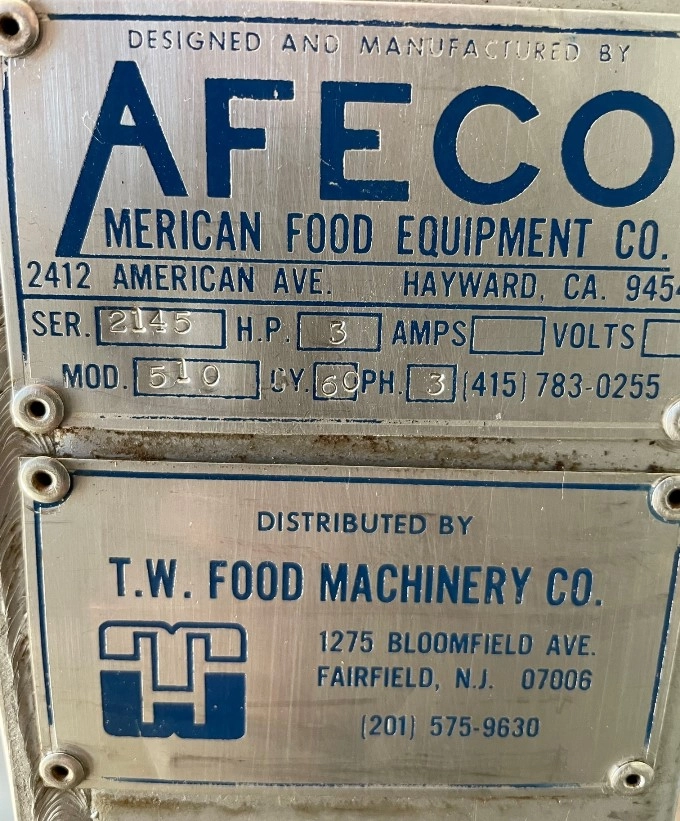 DESIGNED AND MANUFACTURED BY
AFECO
AMERICAN FOOD EQUIPMENT CO.
2412 AMERICAN AVE. HAYWARD, CA. 9454
SER. 2145 H.P. 3 AMPS VOLTS
MOD. 510 CY. 60 PH. 3 (415) 783-0255
DISTRIBUTED BY
T.W. FOOD MACHINERY CO.
1275 BLOOMFIELD AVE.
FAIRFIELD, N.J. 07006
(201) 575-9630